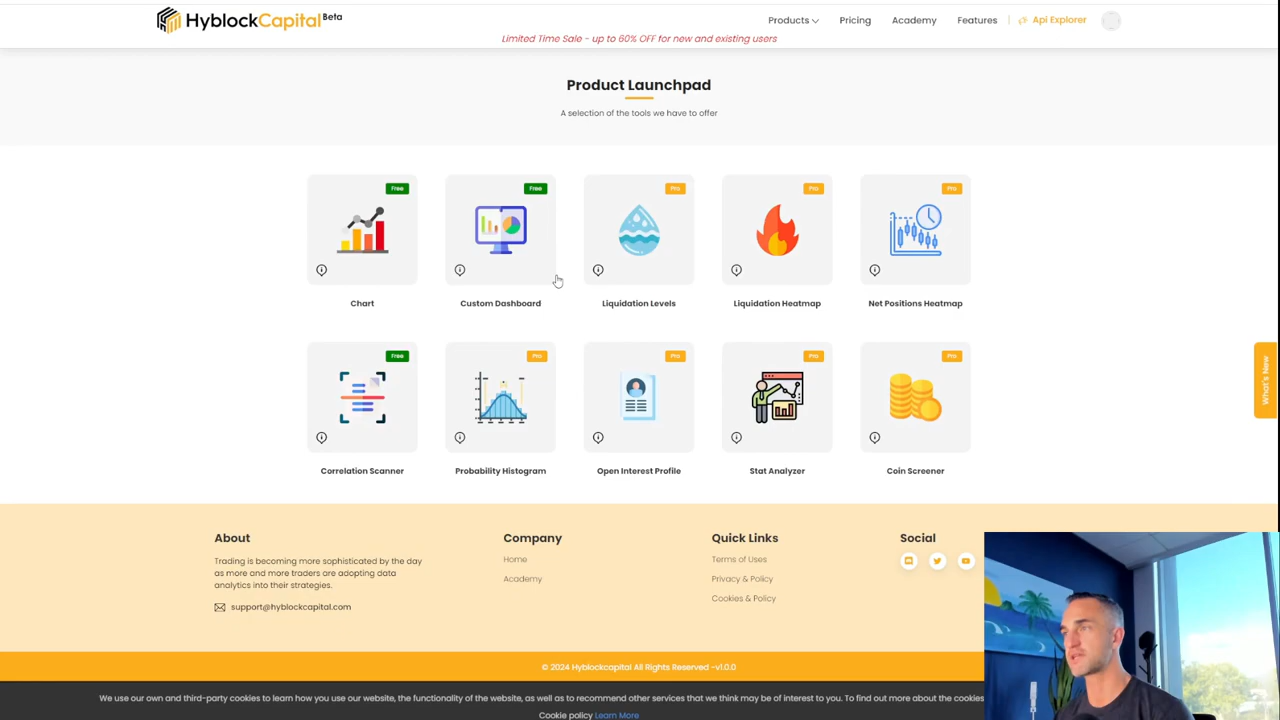 HyblockCapital Beta
Products
Pricing
Academy
Features
Api Explorer
Limited Time Sale - up to 60% OFF for new and existing users
Product Launchpad
A selection of the tools we have to offer
Free
Free
Pro
Pro
Pro
Chart
Custom Dashboard
Liquidation Levels
Liquidation Heatmap
Net Positions Heatmap
Free
Pro
Pro
Pro
Pro
Correlation Scanner
Probability Histogram
Open Interest Profile
Stat Analyzer
Coin Screener
What's New
About
Trading is becoming more sophisticated by the day
as more and more traders are adopting data
analytics into their strategies.
support@hyblockcapital.com
Company
Home
Academy
Quick Links
Terms of Uses
Privacy & Policy
Cookies & Policy
Social
© 2024 Hyblockcapital All Rights Reserved -v1.0.0
We use our own and third-party cookies to learn how you use our website, the functionality of the website, as well as to recommend other services that we think may be of interest to you. To find out more about the cookies
Cookie policy Learn More